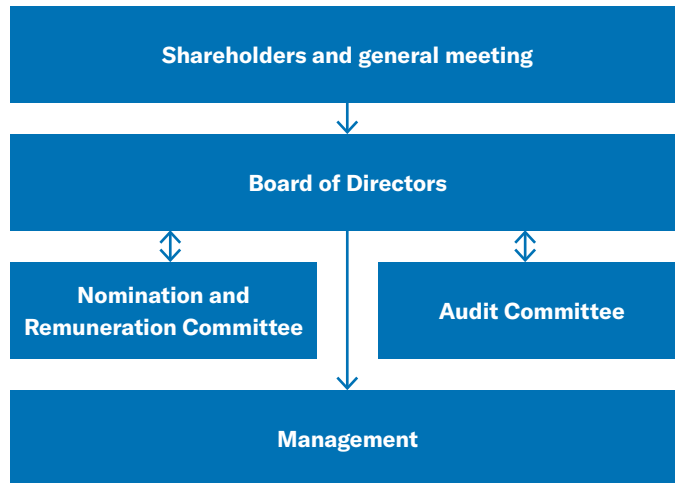 Shareholders and general meeting
Board of Directors
Nomination and
Remuneration Committee
Audit Committee
Management